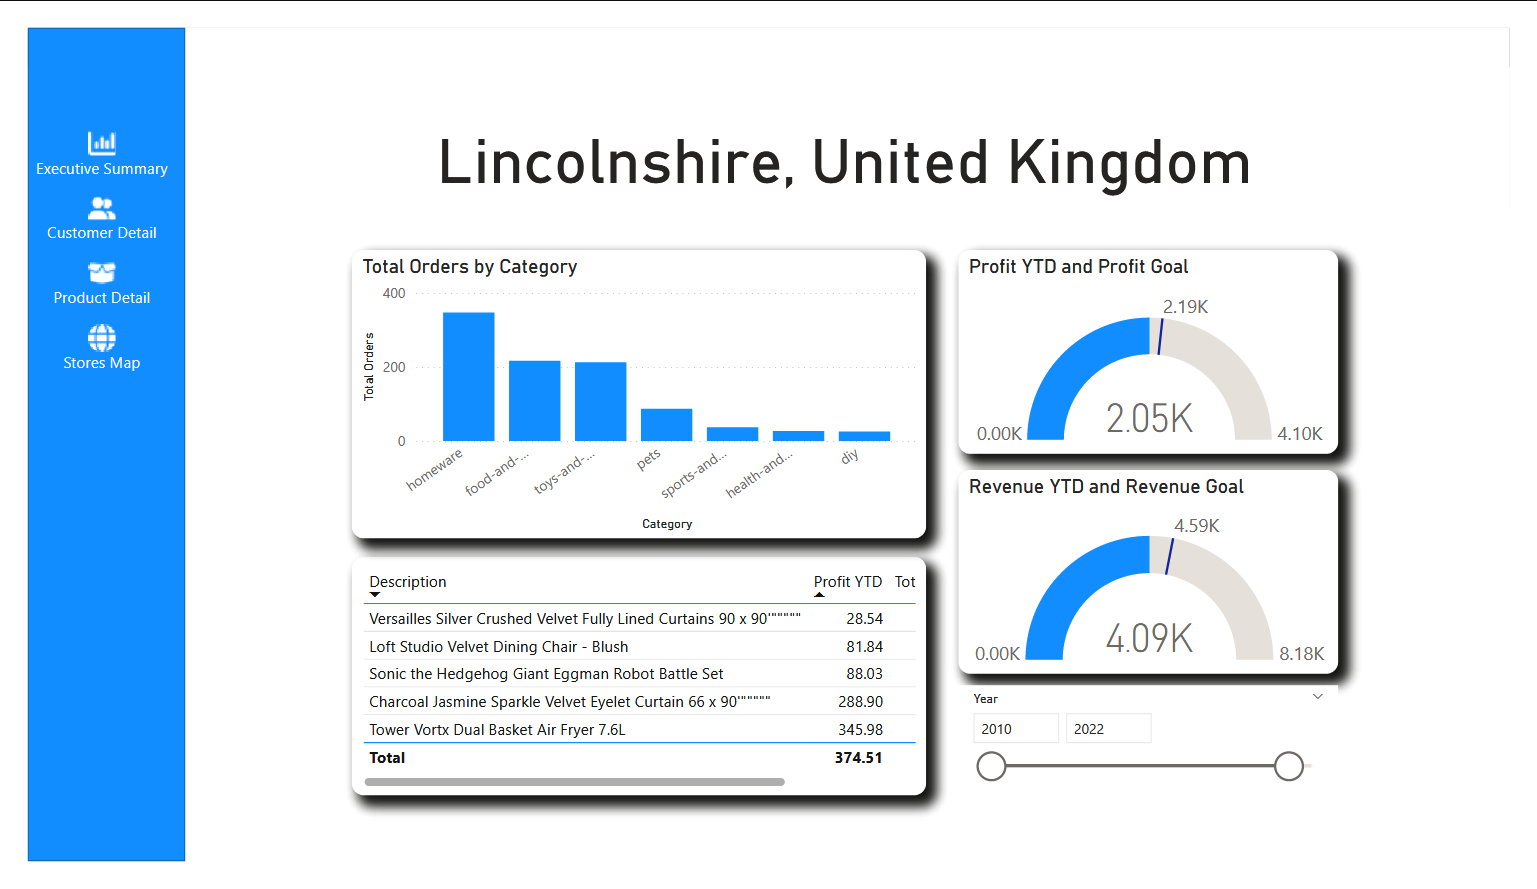 Executive Summary
Customer Detail
Product Detail
Stores Map
Lincolnshire, United Kingdom
Total Orders by Category
400
200
0
Total Orders
homeware
food-and-...
toys-and-...
pets
sports-and...
health-and...
diy
Category
Description Profit YTD Tot
Versailles Silver Crushed Velvet Fully Lined Curtains 90 x 90'"""""
28.54
Loft Studio Velvet Dining Chair - Blush 81.84
Sonic the Hedgehog Giant Eggman Robot Battle Set 88.03
Charcoal Jasmine Sparkle Velvet Eyelet Curtain 66 x 90'""""" 288.90
Tower Vortx Dual Basket Air Fryer 7.6L 345.98
Total 374.51
Profit YTD and Profit Goal
2.19K
2.05K
0.00K 4.10K
Revenue YTD and Revenue Goal
4.59K
4.09K
0.00K 8.18K
Year
2010 2022